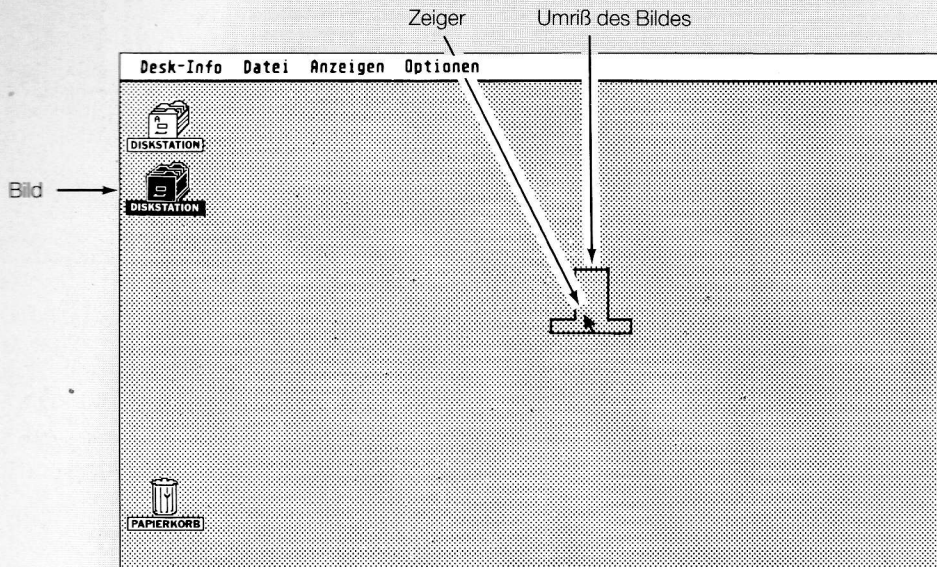 Zeiger Umriß des Bildes
Desk-Info Datei Anzeigen Optionen
A
DISKSTATION
Bild
DISKSTATION
PAPIERKORB